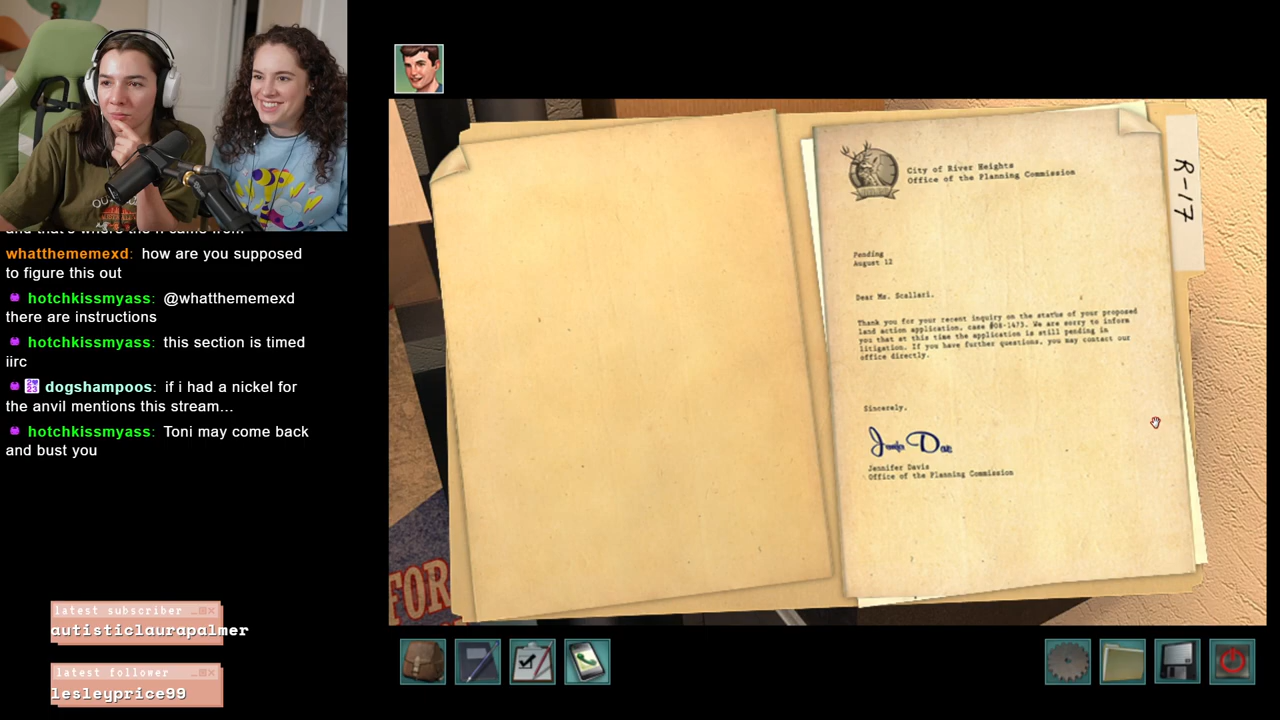 whatthememexd: how are you supposed
to figure this out
hotchkissmyass: @whatthememexd
there are instructions
hotchkissmyass: this section is timed
iirc
dogshampoos: if i had a nickel for
the anvil mentions this stream...
hotchkissmyass: Toni may come back
and bust you
latest subscriber
autisticlaurapalmer
latest follower
lesleyprice99
R-17
City of River Heights
Office of the Planning Commission
Pending
August 12
Dear Ms. Scallari.
Thank you for your recent inquiry on the status of your proposed
land action application, case #06-1473. We are sorry to inform
you that at this time the application is still pending in
litigation. If you have further questions, you may contact our
office directly.
Sincerely,
Jennifer Davis
Office of the Planning Commission
FOR